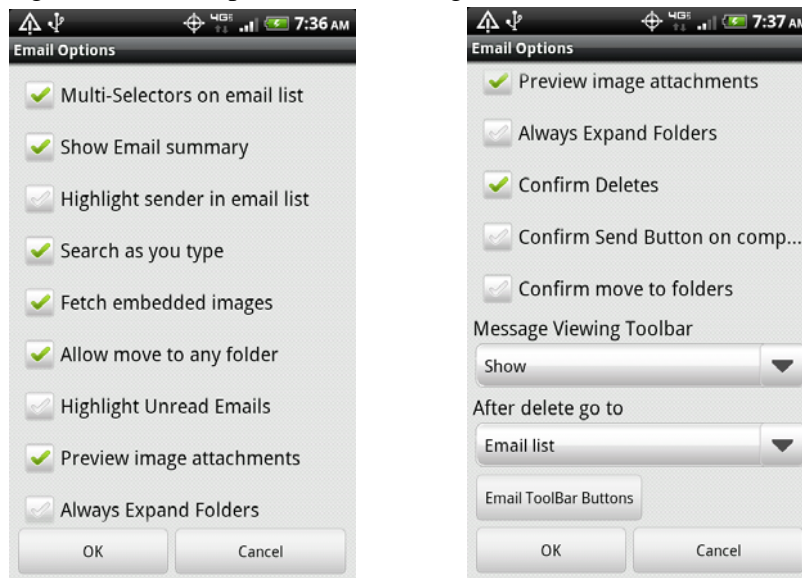 4G 7:36 AM
Email Options
Multi-Selectors on email list
Show Email summary
Highlight sender in email list
Search as you type
Fetch embedded images
Allow move to any folder
Highlight Unread Emails
Preview image attachments
Always Expand Folders
OK Cancel
4G 7:37 AM
Email Options
Preview image attachments
Always Expand Folders
Confirm Deletes
Confirm Send Button on comp...
Confirm move to folders
Message Viewing Toolbar
Show
After delete go to
Email list
Email ToolBar Buttons
OK Cancel